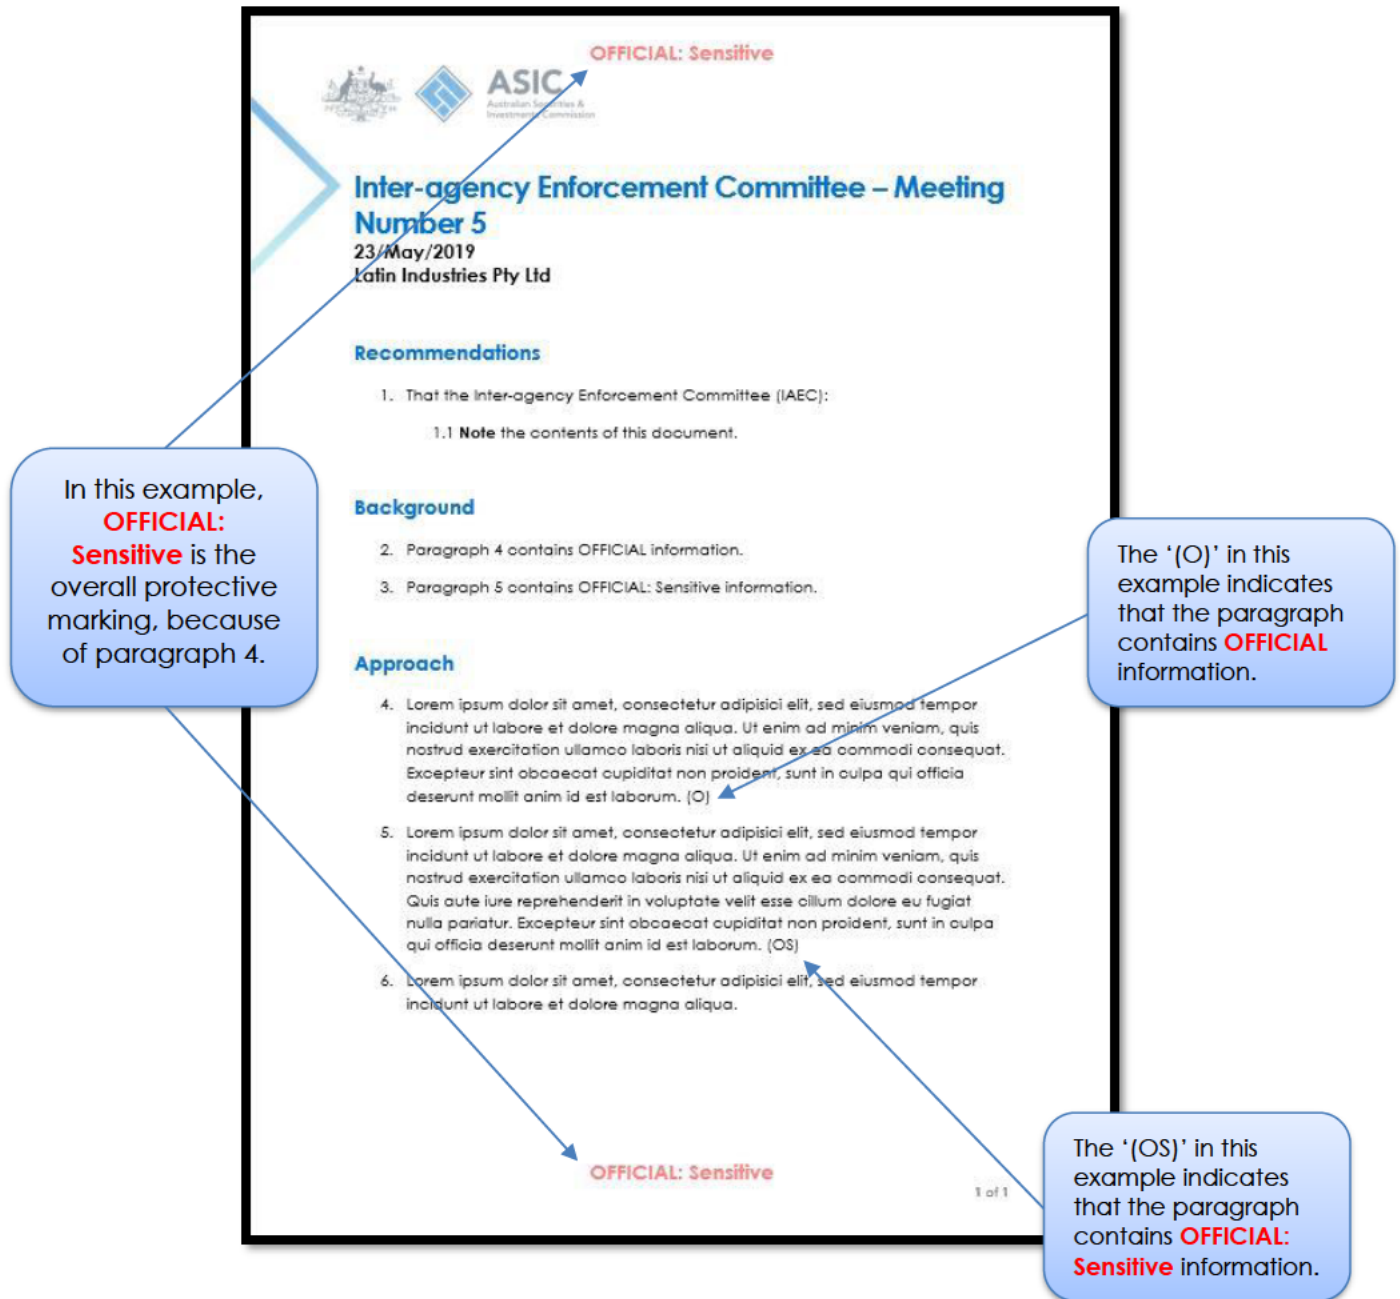 OFFICIAL: Sensitive
ASIC
Australian Securities &
Investments Commission
Inter-agency Enforcement Committee – Meeting
Number 5
23/May/2019
Latin Industries Pty Ltd
Recommendations
1. That the Inter-agency Enforcement Committee (IAEC):
1.1 Note the contents of this document.
In this example,
OFFICIAL:
Sensitive is the
overall protective
marking, because
of paragraph 4.
Background
2. Paragraph 4 contains OFFICIAL information.
3. Paragraph 5 contains OFFICIAL: Sensitive information.
The ‘(O)’ in this
example indicates
that the paragraph
contains OFFICIAL
information.
Approach
4. Lorem ipsum dolor sit amet, consectetur adipisici elit, sed eiusmod tempor
incidunt ut labore et dolore magna aliqua. Ut enim ad minim veniam, quis
nostrud exercitation ullamco laboris nisi ut aliquid ex ea commodi consequat.
Excepteur sint obcaecat cupiditat non proident, sunt in culpa qui officia
deserunt mollit anim id est laborum. (O)
5. Lorem ipsum dolor sit amet, consectetur adipisici elit, sed eiusmod tempor
incidunt ut labore et dolore magna aliqua. Ut enim ad minim veniam, quis
nostrud exercitation ullamco laboris nisi ut aliquid ex ea commodi consequat.
Quis aute iure reprehenderit in voluptate velit esse cillum dolore eu fugiat
nulla pariatur. Excepteur sint obcaecat cupiditat non proident, sunt in culpa
qui officia deserunt mollit anim id est laborum. (OS)
6. Lorem ipsum dolor sit amet, consectetur adipisici elit, sed eiusmod tempor
incidunt ut labore et dolore magna aliqua.
OFFICIAL: Sensitive
1 of 1
The ‘(OS)’ in this
example indicates
that the paragraph
contains OFFICIAL:
Sensitive information.